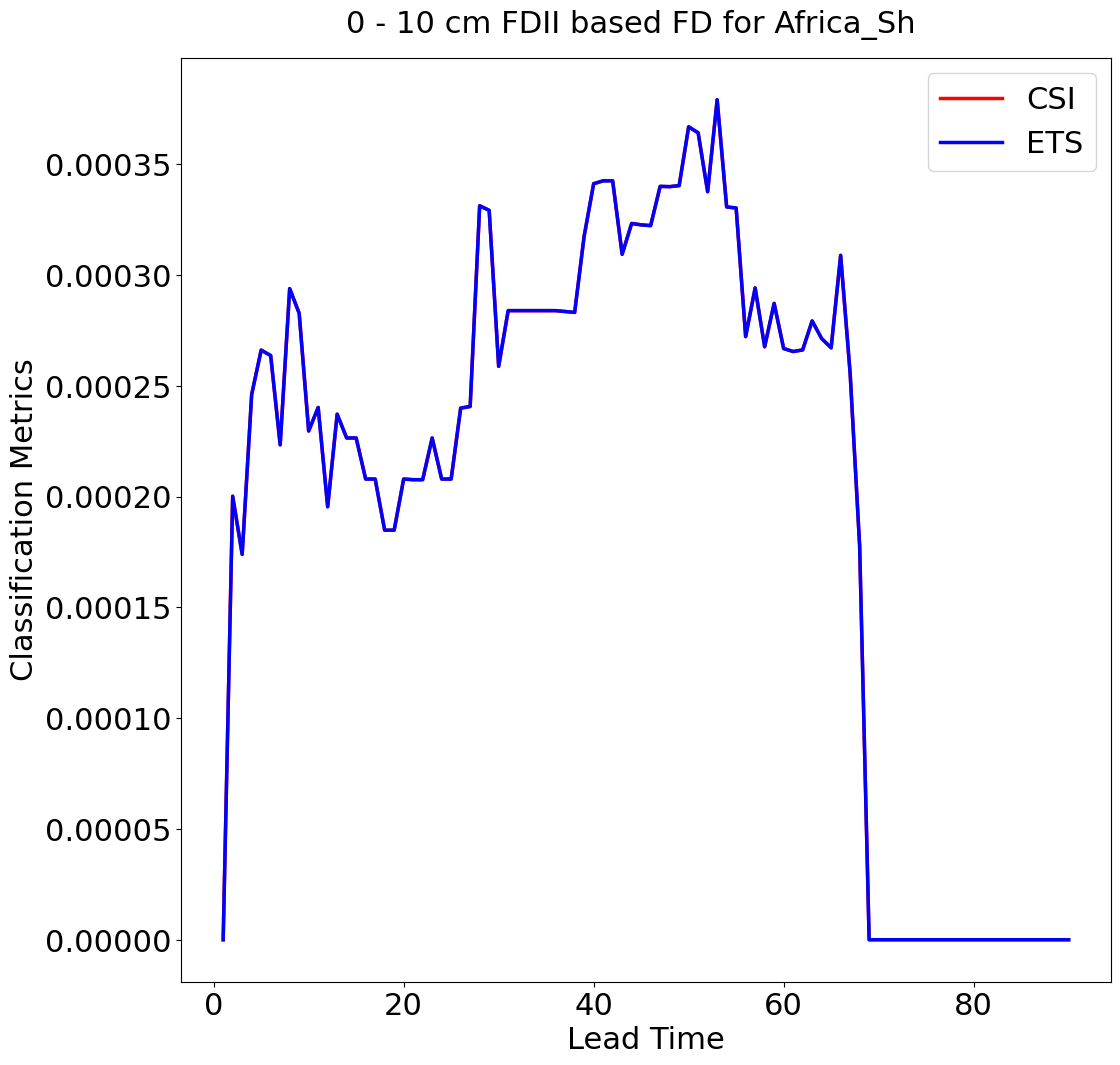 0 - 10 cm FDII based FD for Africa_Sh
CSI
ETS
Classification Metrics
0.00035
0.00030
0.00025
0.00020
0.00015
0.00010
0.00005
0.00000
0 20 40 60 80
Lead Time